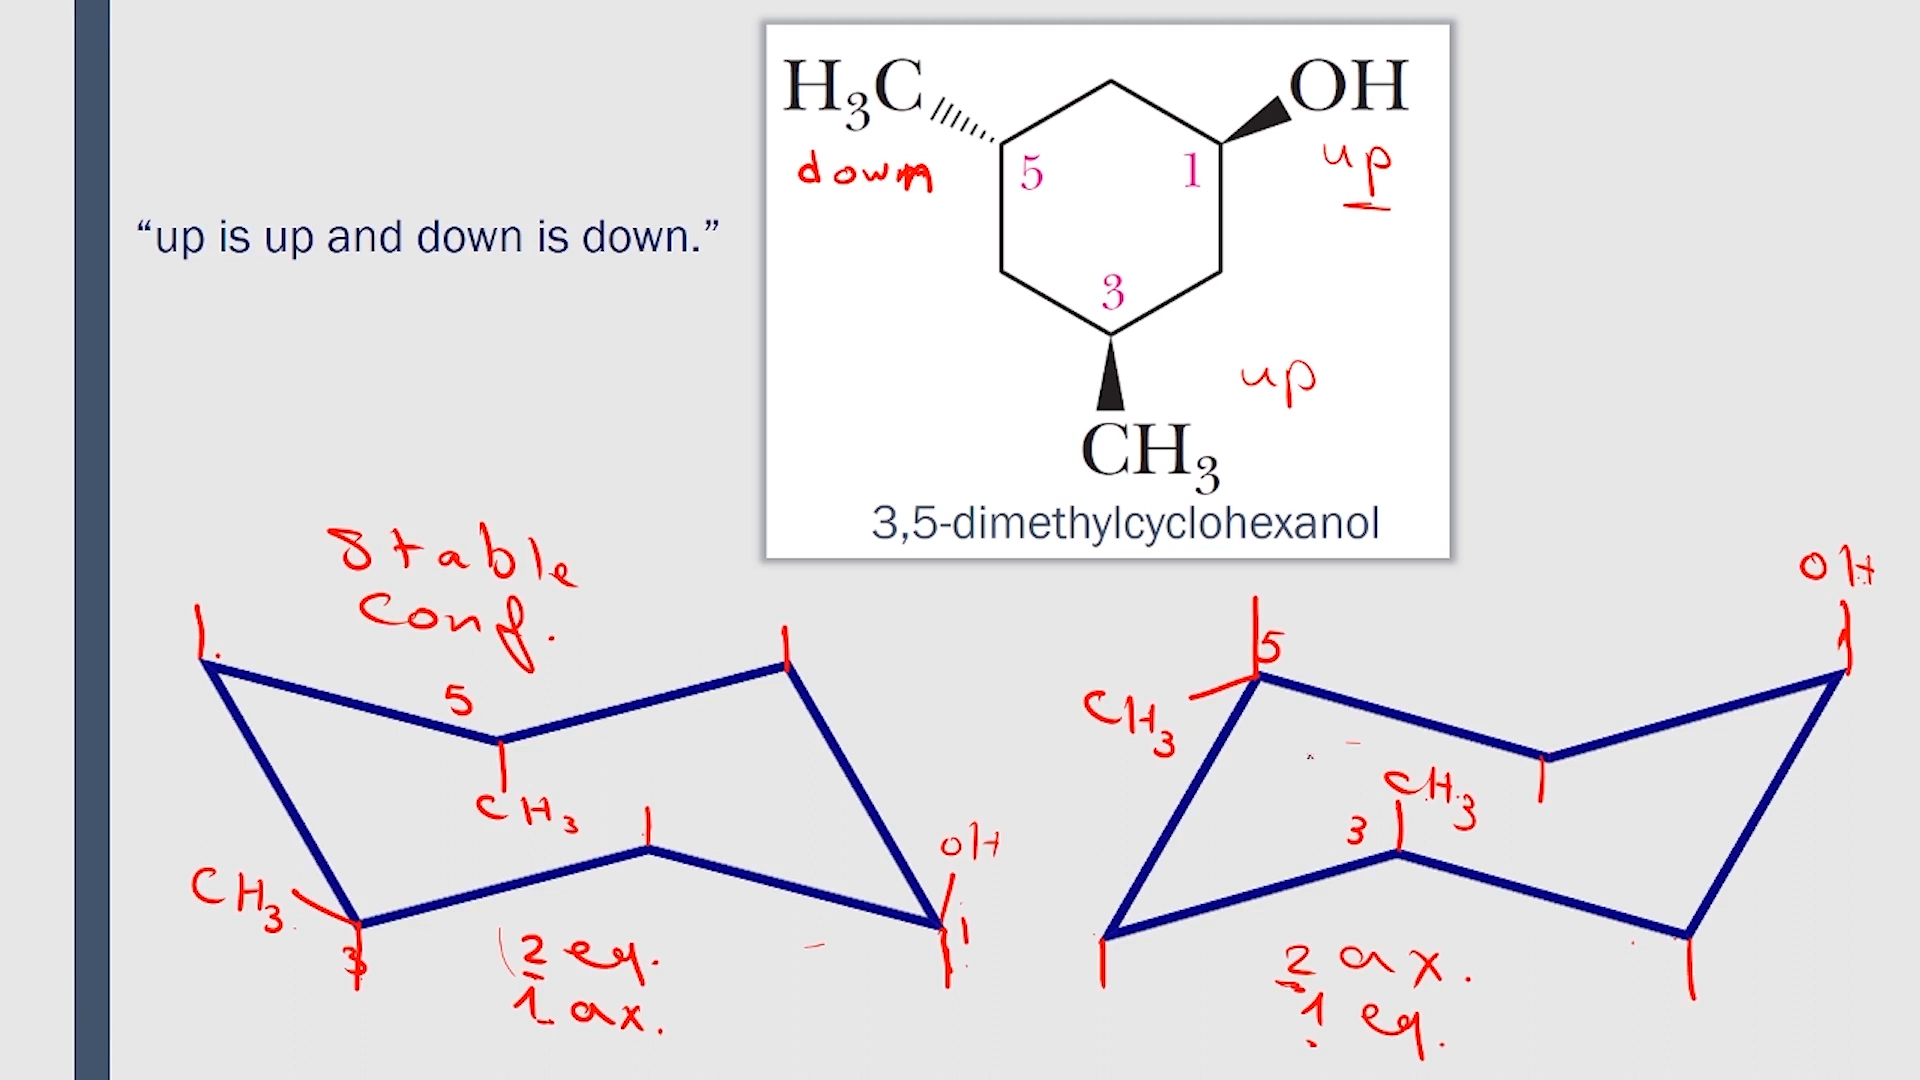 H3C
OH
down
5
1
up
“up is up and down is down.”
3
up
CH3
3,5-dimethylcyclohexanol
Stable
Conf.
5
CH3
CH3
3
OH
1
2 eq.
1 ax.
OH
5
CH3
CH3
3
2 ax.
1 eq.